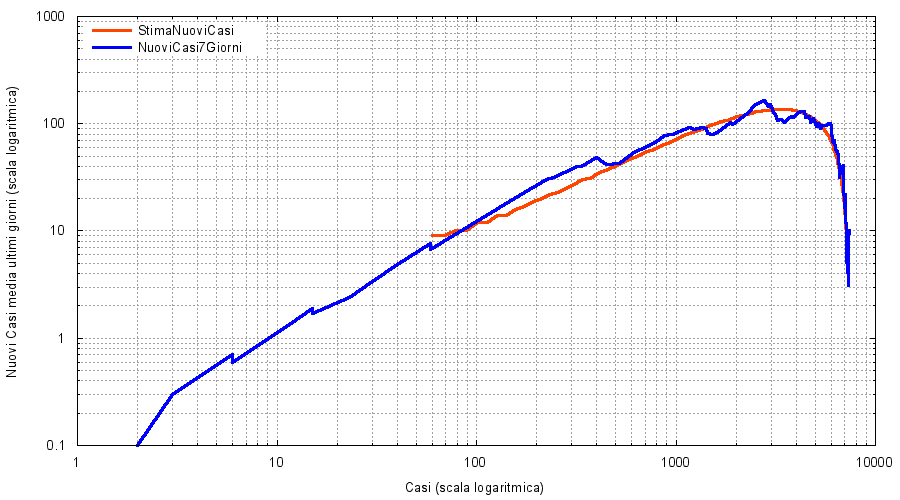 1000
100
10
1
0.1
StimaNuoviCasi
NuoviCasi7Giorni
Nuovi Casi media ultimi giorni (scala logaritmica)
1 10 100 1000 10000
Casi (scala logaritmica)